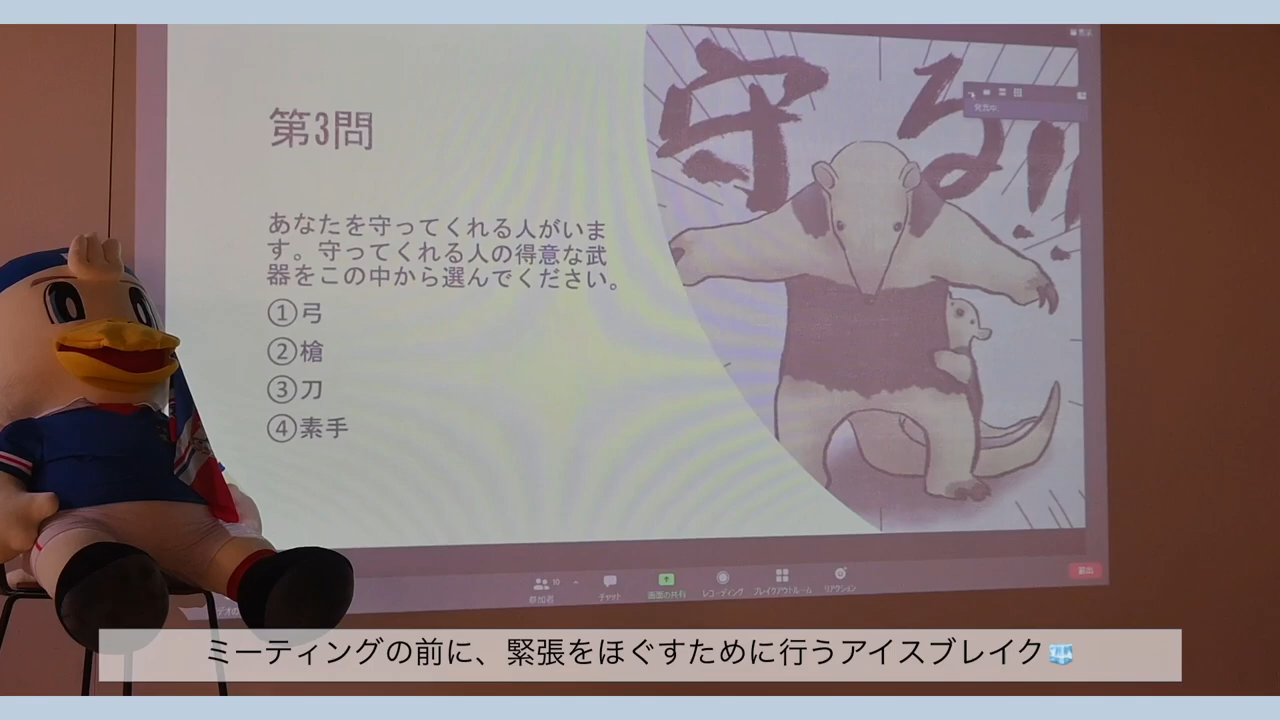 第3問
あなたを守ってくれる人がいま
す。守ってくれる人の得意な武
器をこの中から選んでください。
①弓
②槍
③刀
④素手
守る!!
発言中:
10
参加者
チャット
画面の共有
レコーディング
ブレイクアウトルーム
リアクション
退出
ミーティングの前に、緊張をほぐすために行うアイスブレイク🧊